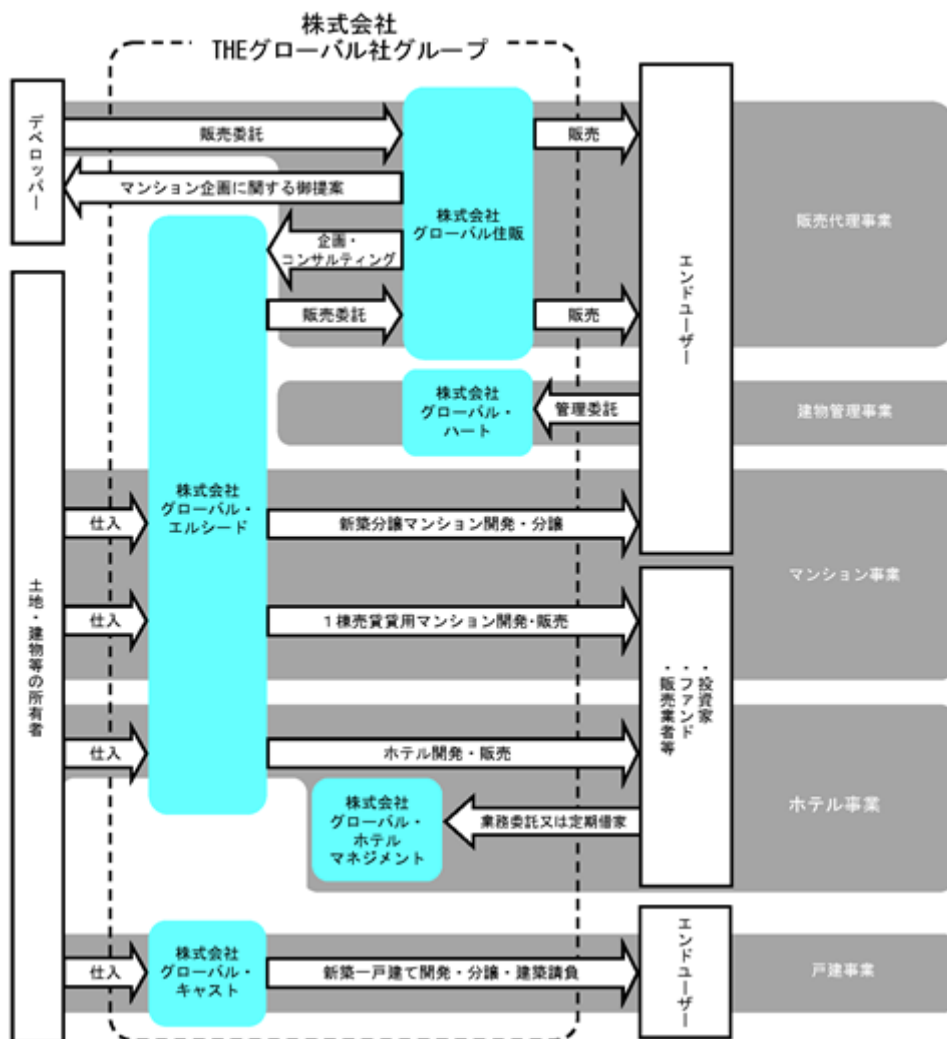 株式会社
THEグローバル社グループ
デベロッパー
販売委託
販売
マンション企画に関する御提案
株式会社
グローバル住販
販売代理事業
企画・
コンサルティング
エンドユーザー
販売委託
販売
株式会社
グローバル・
ハート
管理委託
建物管理事業
土地・建物等の所有者
株式会社
グローバル・
エルシード
仕入
新築分譲マンション開発・分譲
マンション事業
仕入
1棟売賃貸用マンション開発・販売
・投資家
・ファンド
・販売業者等
仕入
ホテル開発・販売
ホテル事業
株式会社
グローバル・
ホテル
マネジメント
業務委託又は定期借家
仕入
株式会社
グローバル・
キャスト
新築一戸建て開発・分譲・建築請負
エンドユーザー
戸建事業